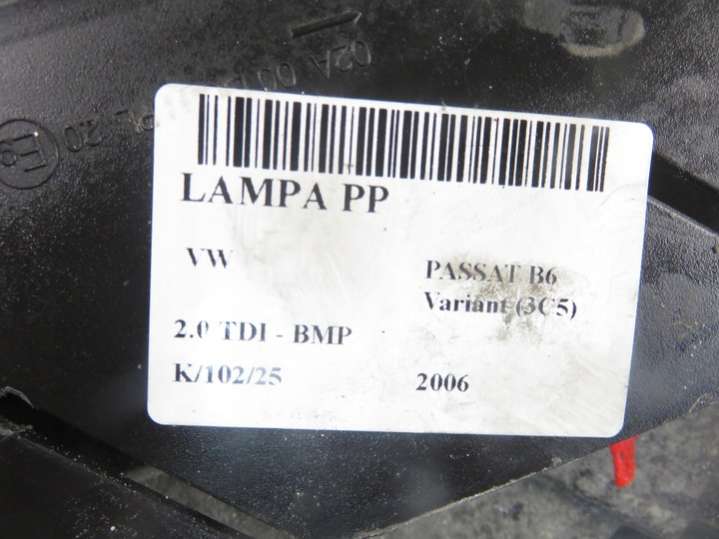 LAMPA PP
VW
PASSAT B6
Variant (3C5)
2.0 TDI - BMP
K/102/25
2006